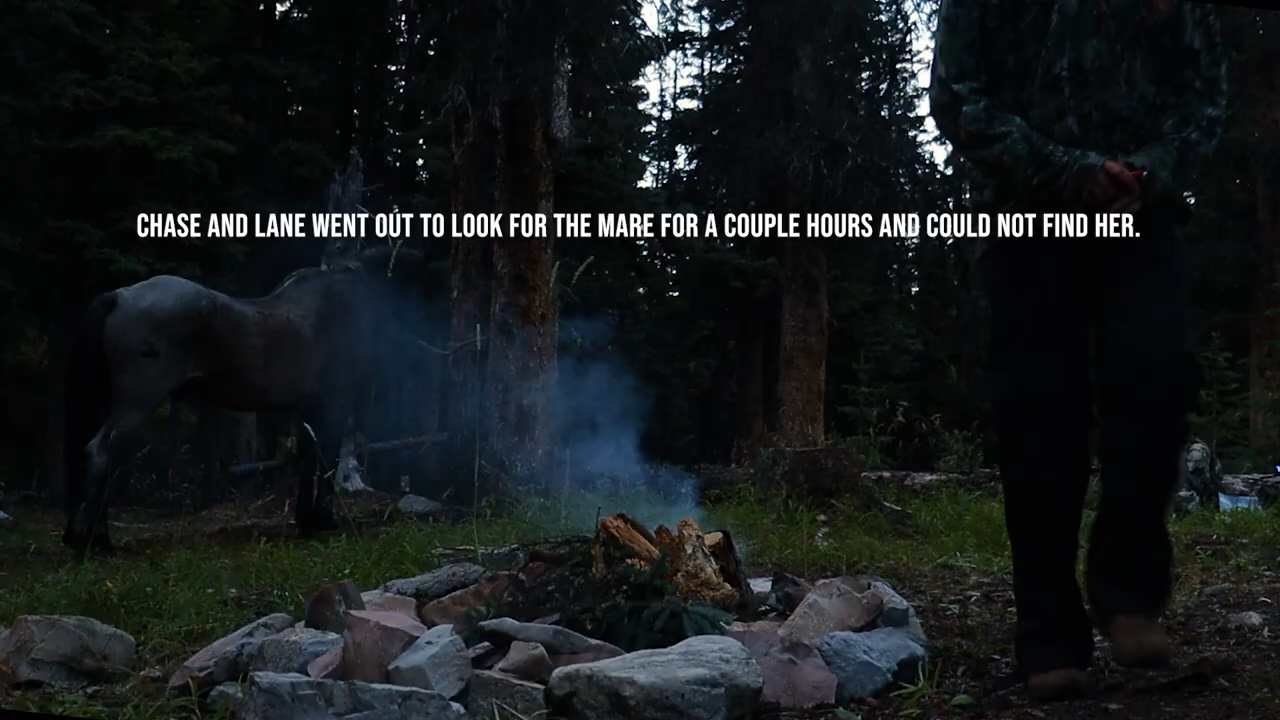 CHASE AND LANE WENT OUT TO LOOK FOR THE MARE FOR A COUPLE HOURS AND COULD NOT FIND HER.